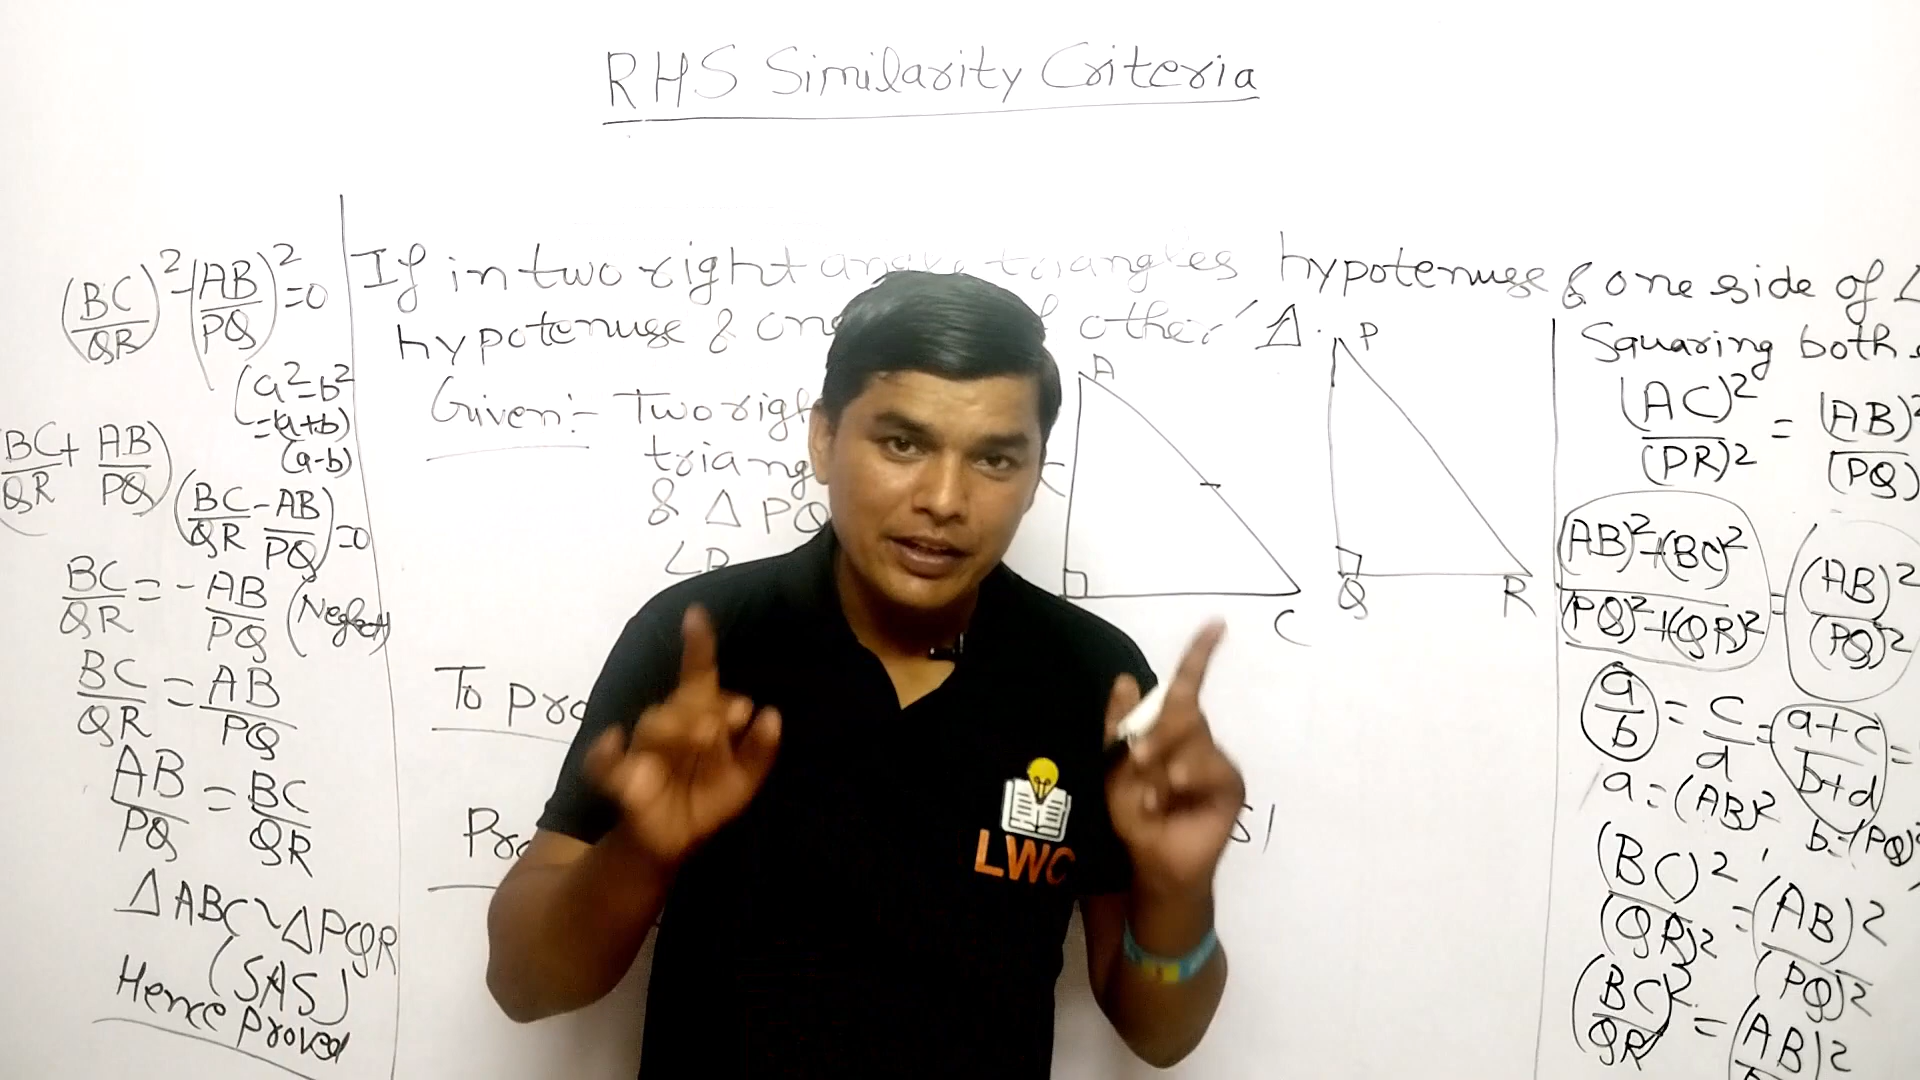 RHS Similarity Criteria
If in two right angle triangles hypotenuse & one side of
hypotenuse & one other Δ.
Given:- Two righ
triang
& Δ PQ
∠B
To pro
Pro
A
C
P
Q
R
(BC/QR)² - (AB/PQ)² = 0
(a²=b²
=(a+b)
(a-b)
BC/QR + AB/PQ) (BC/QR - AB/PQ) = 0
BC/QR = - AB/PQ (Neglect)
BC/QR = AB/PQ
AB/PQ = BC/QR
Δ ABC ~ Δ PQR
(SAS)
Hence proved
Squaring both
(AC)²/(PR)² = (AB)²/(PQ)
AB)²+(BC)²/(PQ)²+(QR)² = (AB)²/(PQ)²
a/b = c/d = a+c/b+d =
a = (AB)², b = (PQ)²
(BC)²/(QR)² = (AB)²/(PQ)²
(BC/QR)² = (AB)²
LWC